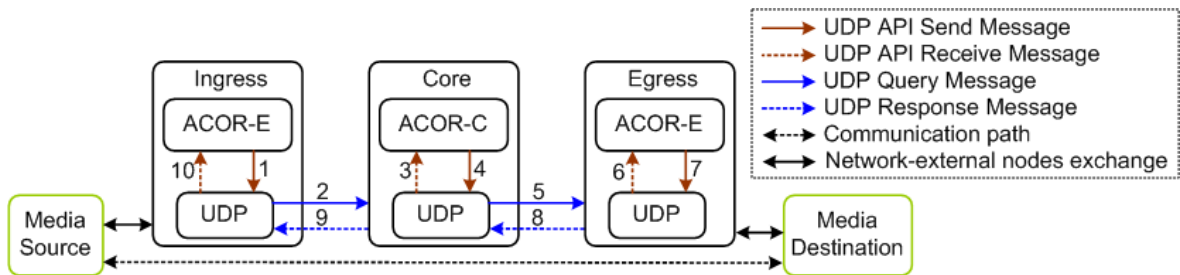 UDP API Send Message
UDP API Receive Message
UDP Query Message
UDP Response Message
Communication path
Network-external nodes exchange
Ingress
Core
Egress
ACOR-E
ACOR-C
ACOR-E
10
1
3
4
6
7
2
5
UDP
UDP
UDP
9
8
Media
Source
Media
Destination